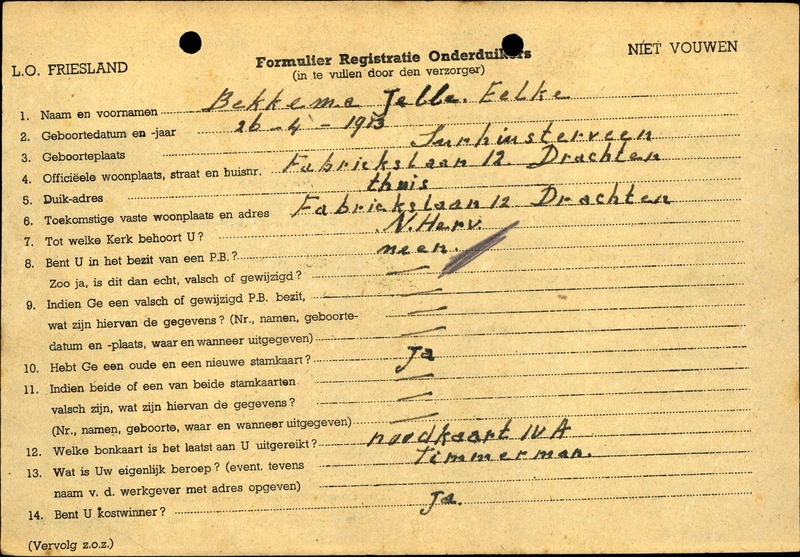 L.O. FRIESLAND
NIET VOUWEN
Formulier Registratie Onderduikers
(in te vullen door den verzorger)
1. Naam en voornamen Bekkema Jelle. Eelke
2. Geboortedatum en -jaar 26-4-1913
3. Geboorteplaats Surhuisterveen
4. Officiëele woonplaats, straat en huisnr. Fabriekslaan 12 Drachten
5. Duik-adres thuis
6. Toekomstige vaste woonplaats en adres Fabriekslaan 12 Drachten
7. Tot welke Kerk behoort U? N. Herv.
8. Bent U in het bezit van een P.B.? neen.
Zoo ja, is dit dan echt, valsch of gewijzigd? —
9. Indien Ge een valsch of gewijzigd P.B. bezit, —
wat zijn hiervan de gegevens? (Nr., namen, geboorte- —
datum en -plaats, waar en wanneer uitgegeven) —
10. Hebt Ge een oude en een nieuwe stamkaart? Ja
11. Indien beide of een van beide stamkaarten —
valsch zijn, wat zijn hiervan de gegevens? —
(Nr., namen, geboorte, waar en wanneer uitgegeven) —
12. Welke bonkaart is het laatst aan U uitgereikt? noodkaart IV A
13. Wat is Uw eigenlijk beroep? (event. tevens Timmerman.
naam v. d. werkgever met adres opgeven)
14. Bent U kostwinner? Ja.
(Vervolg z.o.z.)